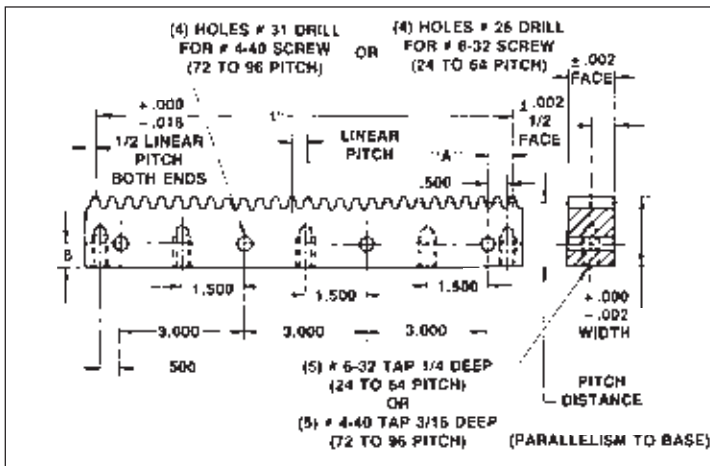 (4) HOLES # 31 DRILL
FOR # 4-40 SCREW
(72 TO 96 PITCH)
OR
(4) HOLES # 26 DRILL
FOR # 6-32 SCREW
(24 TO 64 PITCH)
± .002
FACE
+ .000
- .016
"L"
1/2 LINEAR
PITCH
BOTH ENDS
LINEAR
PITCH
± .002
1/2
FACE
"A"
.500
B
1.500
1.500
1.500
3.000
3.000
3.000
500
+ .000
- .002
WIDTH
(5) # 6-32 TAP 1/4 DEEP
(24 TO 64 PITCH)
OR
(5) # 4-40 TAP 3/16 DEEP
(72 TO 96 PITCH)
PITCH
DISTANCE
(PARALLELISM TO BASE)